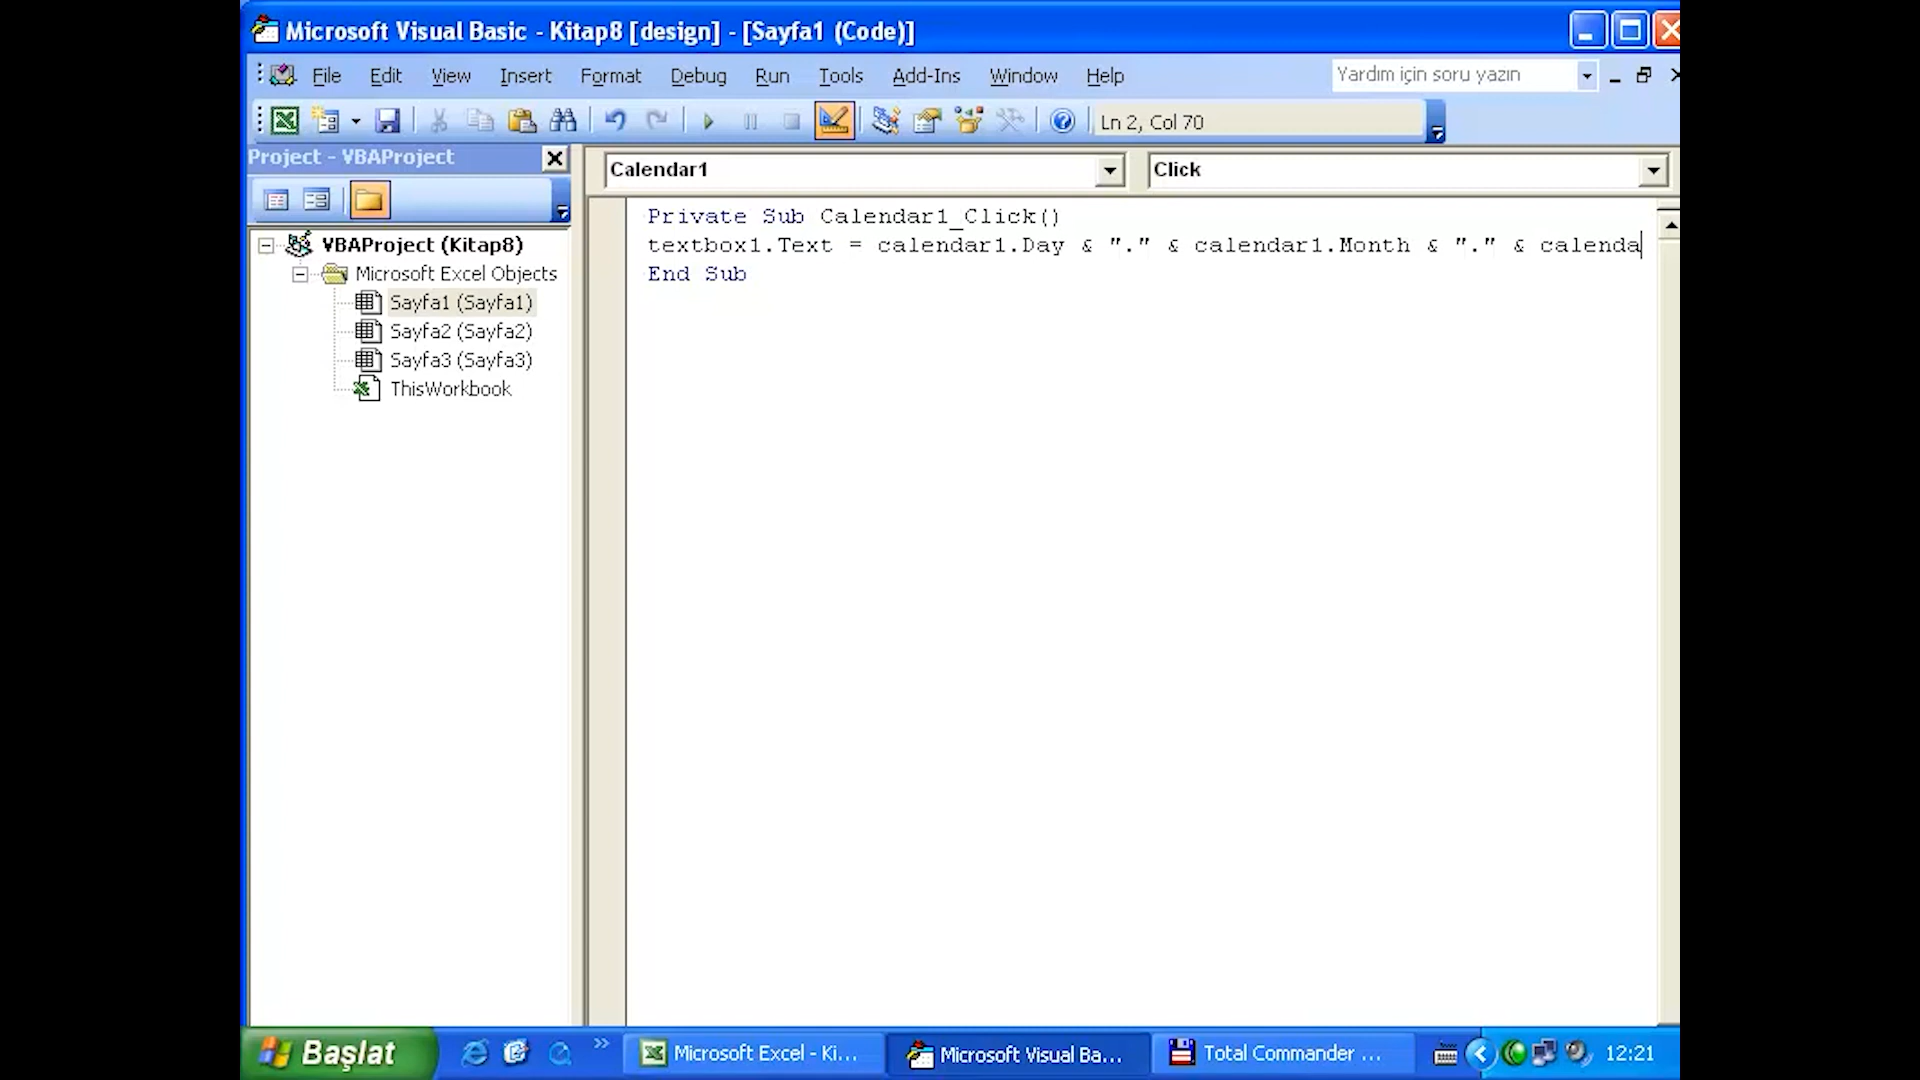 Microsoft Visual Basic - Kitap8 [design] - [Sayfa1 (Code)]
File Edit View Insert Format Debug Run Tools Add-Ins Window Help Yardım için soru yazın
Ln 2, Col 70
Project - VBAProject
Calendar1 Click
VBAProject (Kitap8)
Microsoft Excel Objects
Sayfa1 (Sayfa1)
Sayfa2 (Sayfa2)
Sayfa3 (Sayfa3)
ThisWorkbook
Private Sub Calendar1_Click()
textbox1.Text = calendar1.Day & "." & calendar1.Month & "." & calenda
End Sub
Başlat Microsoft Excel - Ki... Microsoft Visual Ba... Total Commander ... 12:21